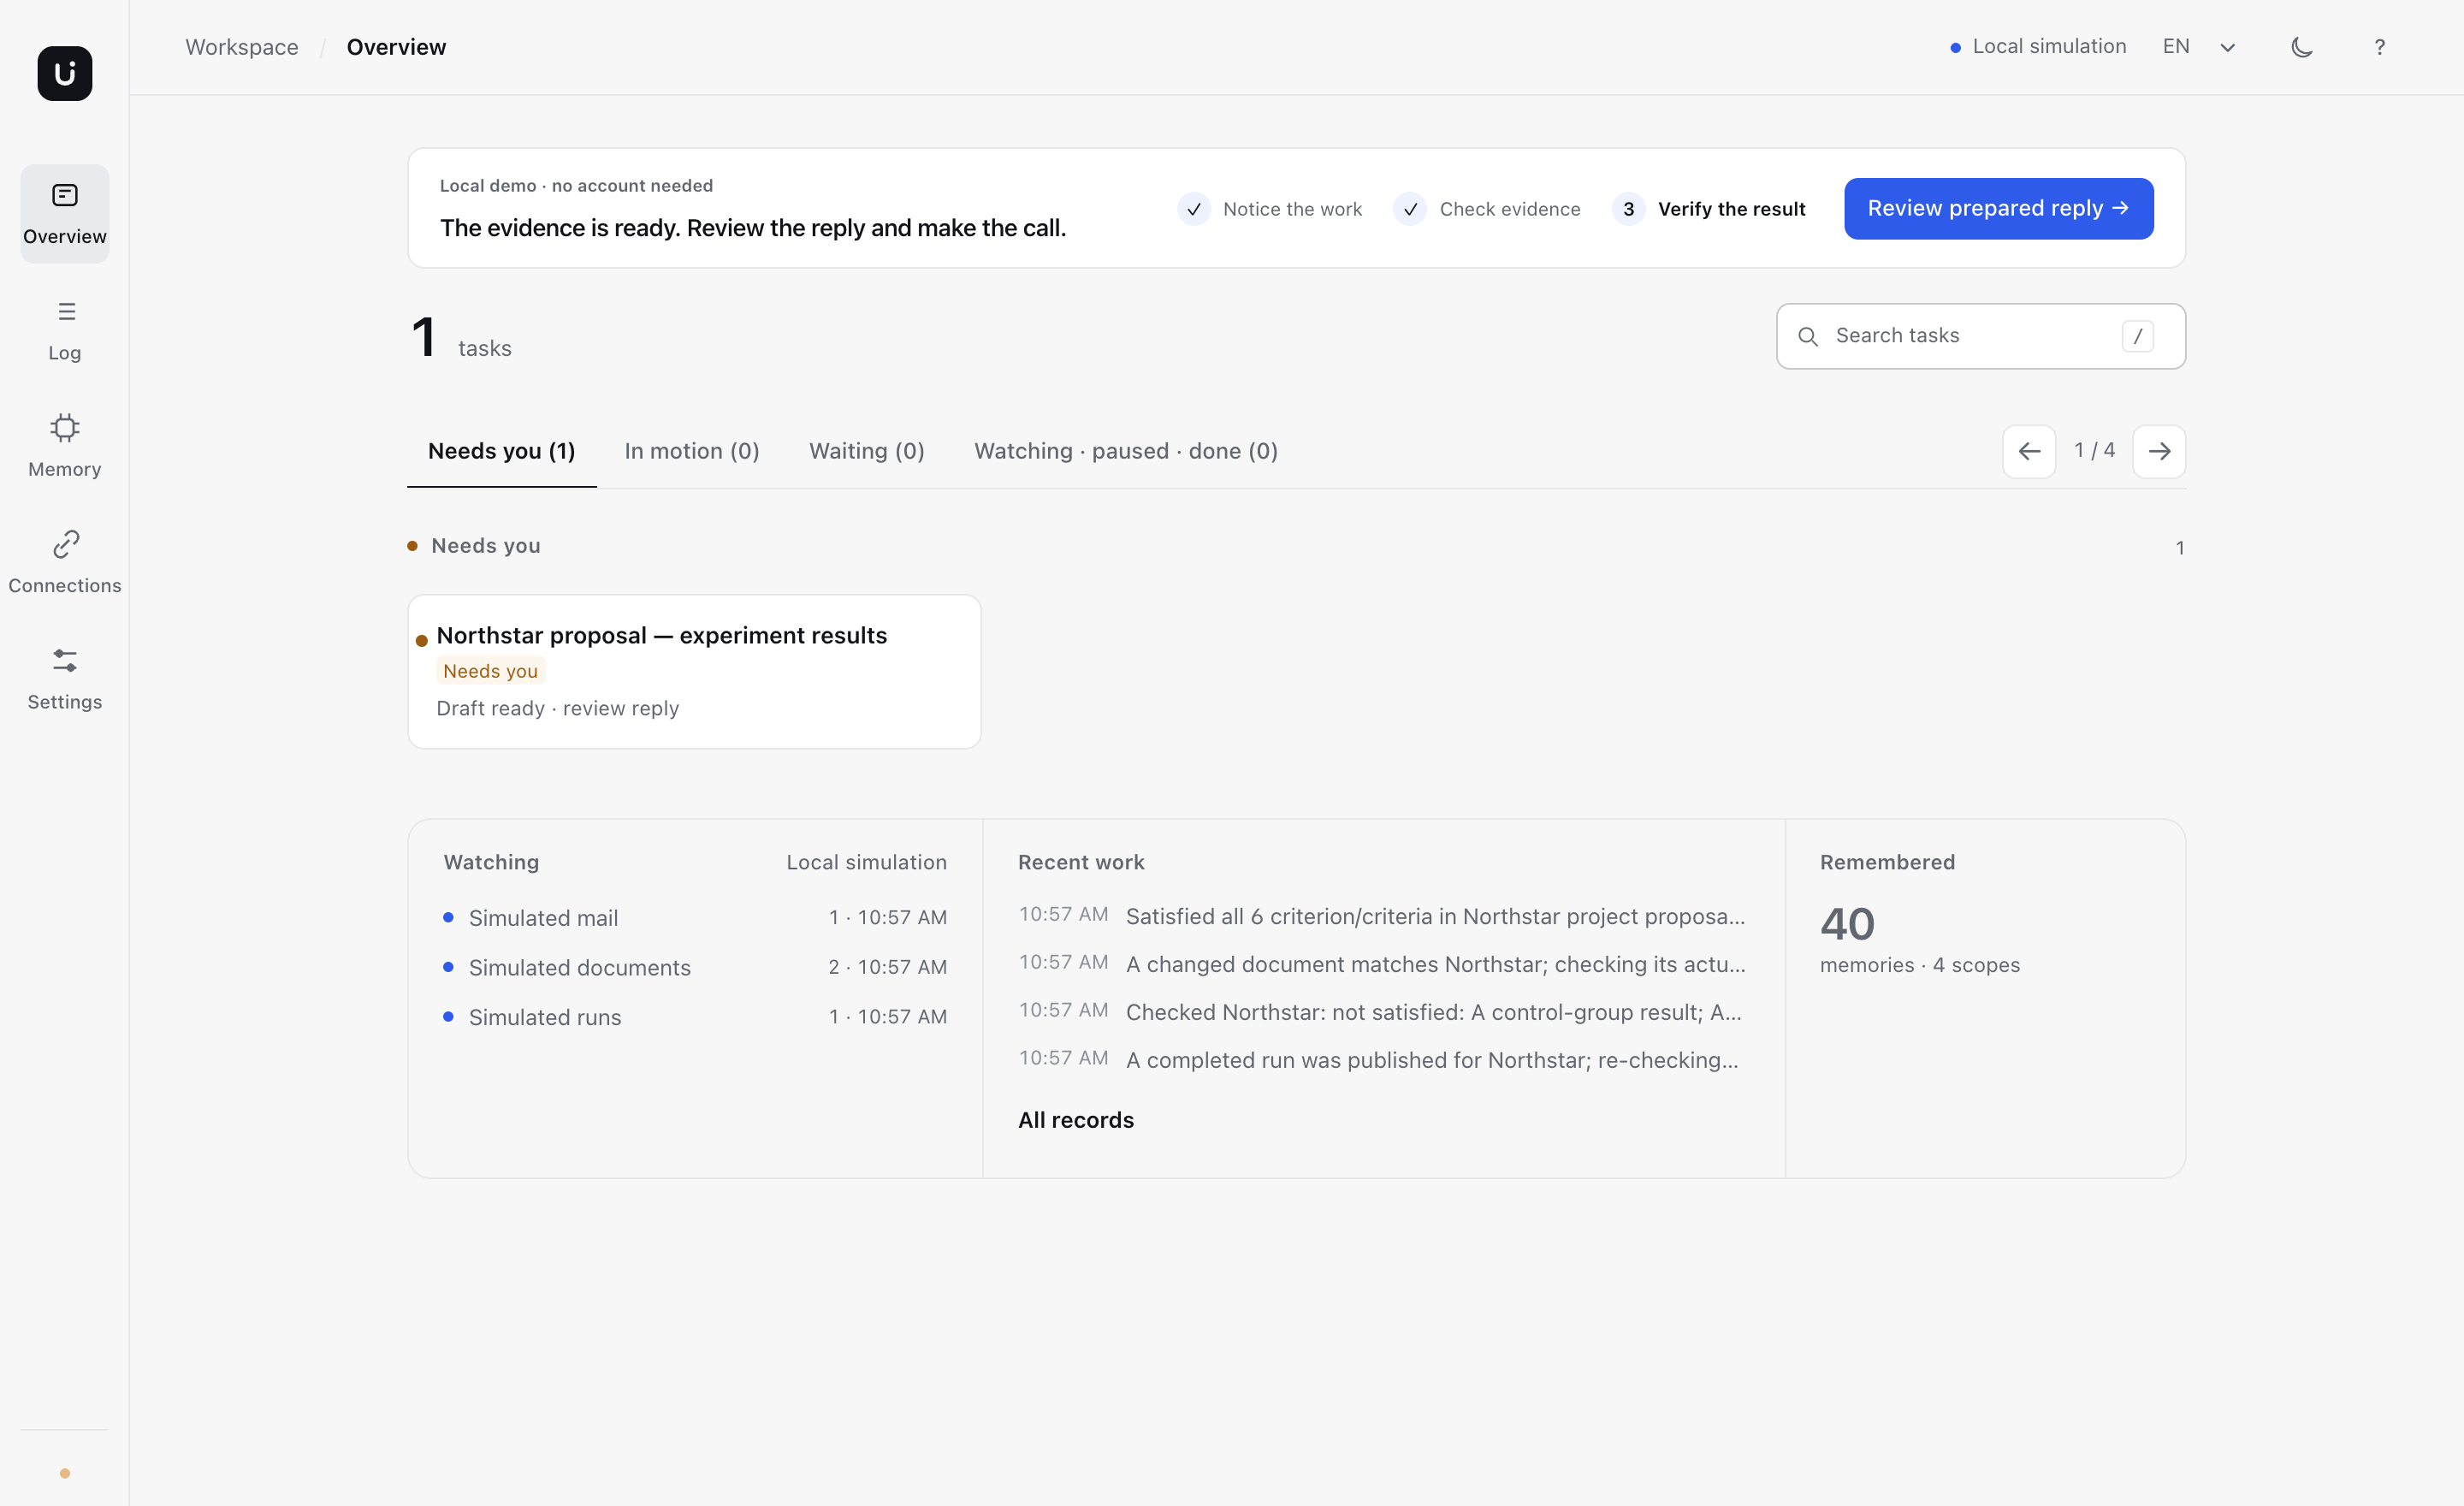 Workspace / Overview
Local simulation EN ?
Overview
Log
Memory
Connections
Settings
Local demo · no account needed
The evidence is ready. Review the reply and make the call.
✓ Notice the work ✓ Check evidence 3 Verify the result
Review prepared reply →
1 tasks
Search tasks /
Needs you (1) In motion (0) Waiting (0) Watching · paused · done (0)
← 1 / 4 →
Needs you 1
Northstar proposal — experiment results
Needs you
Draft ready · review reply
Watching Local simulation
Simulated mail 1 · 10:57 AM
Simulated documents 2 · 10:57 AM
Simulated runs 1 · 10:57 AM
Recent work
10:57 AM Satisfied all 6 criterion/criteria in Northstar project proposa...
10:57 AM A changed document matches Northstar; checking its actu...
10:57 AM Checked Northstar: not satisfied: A control-group result; A...
10:57 AM A completed run was published for Northstar; re-checking...
All records
Remembered
40
memories · 4 scopes